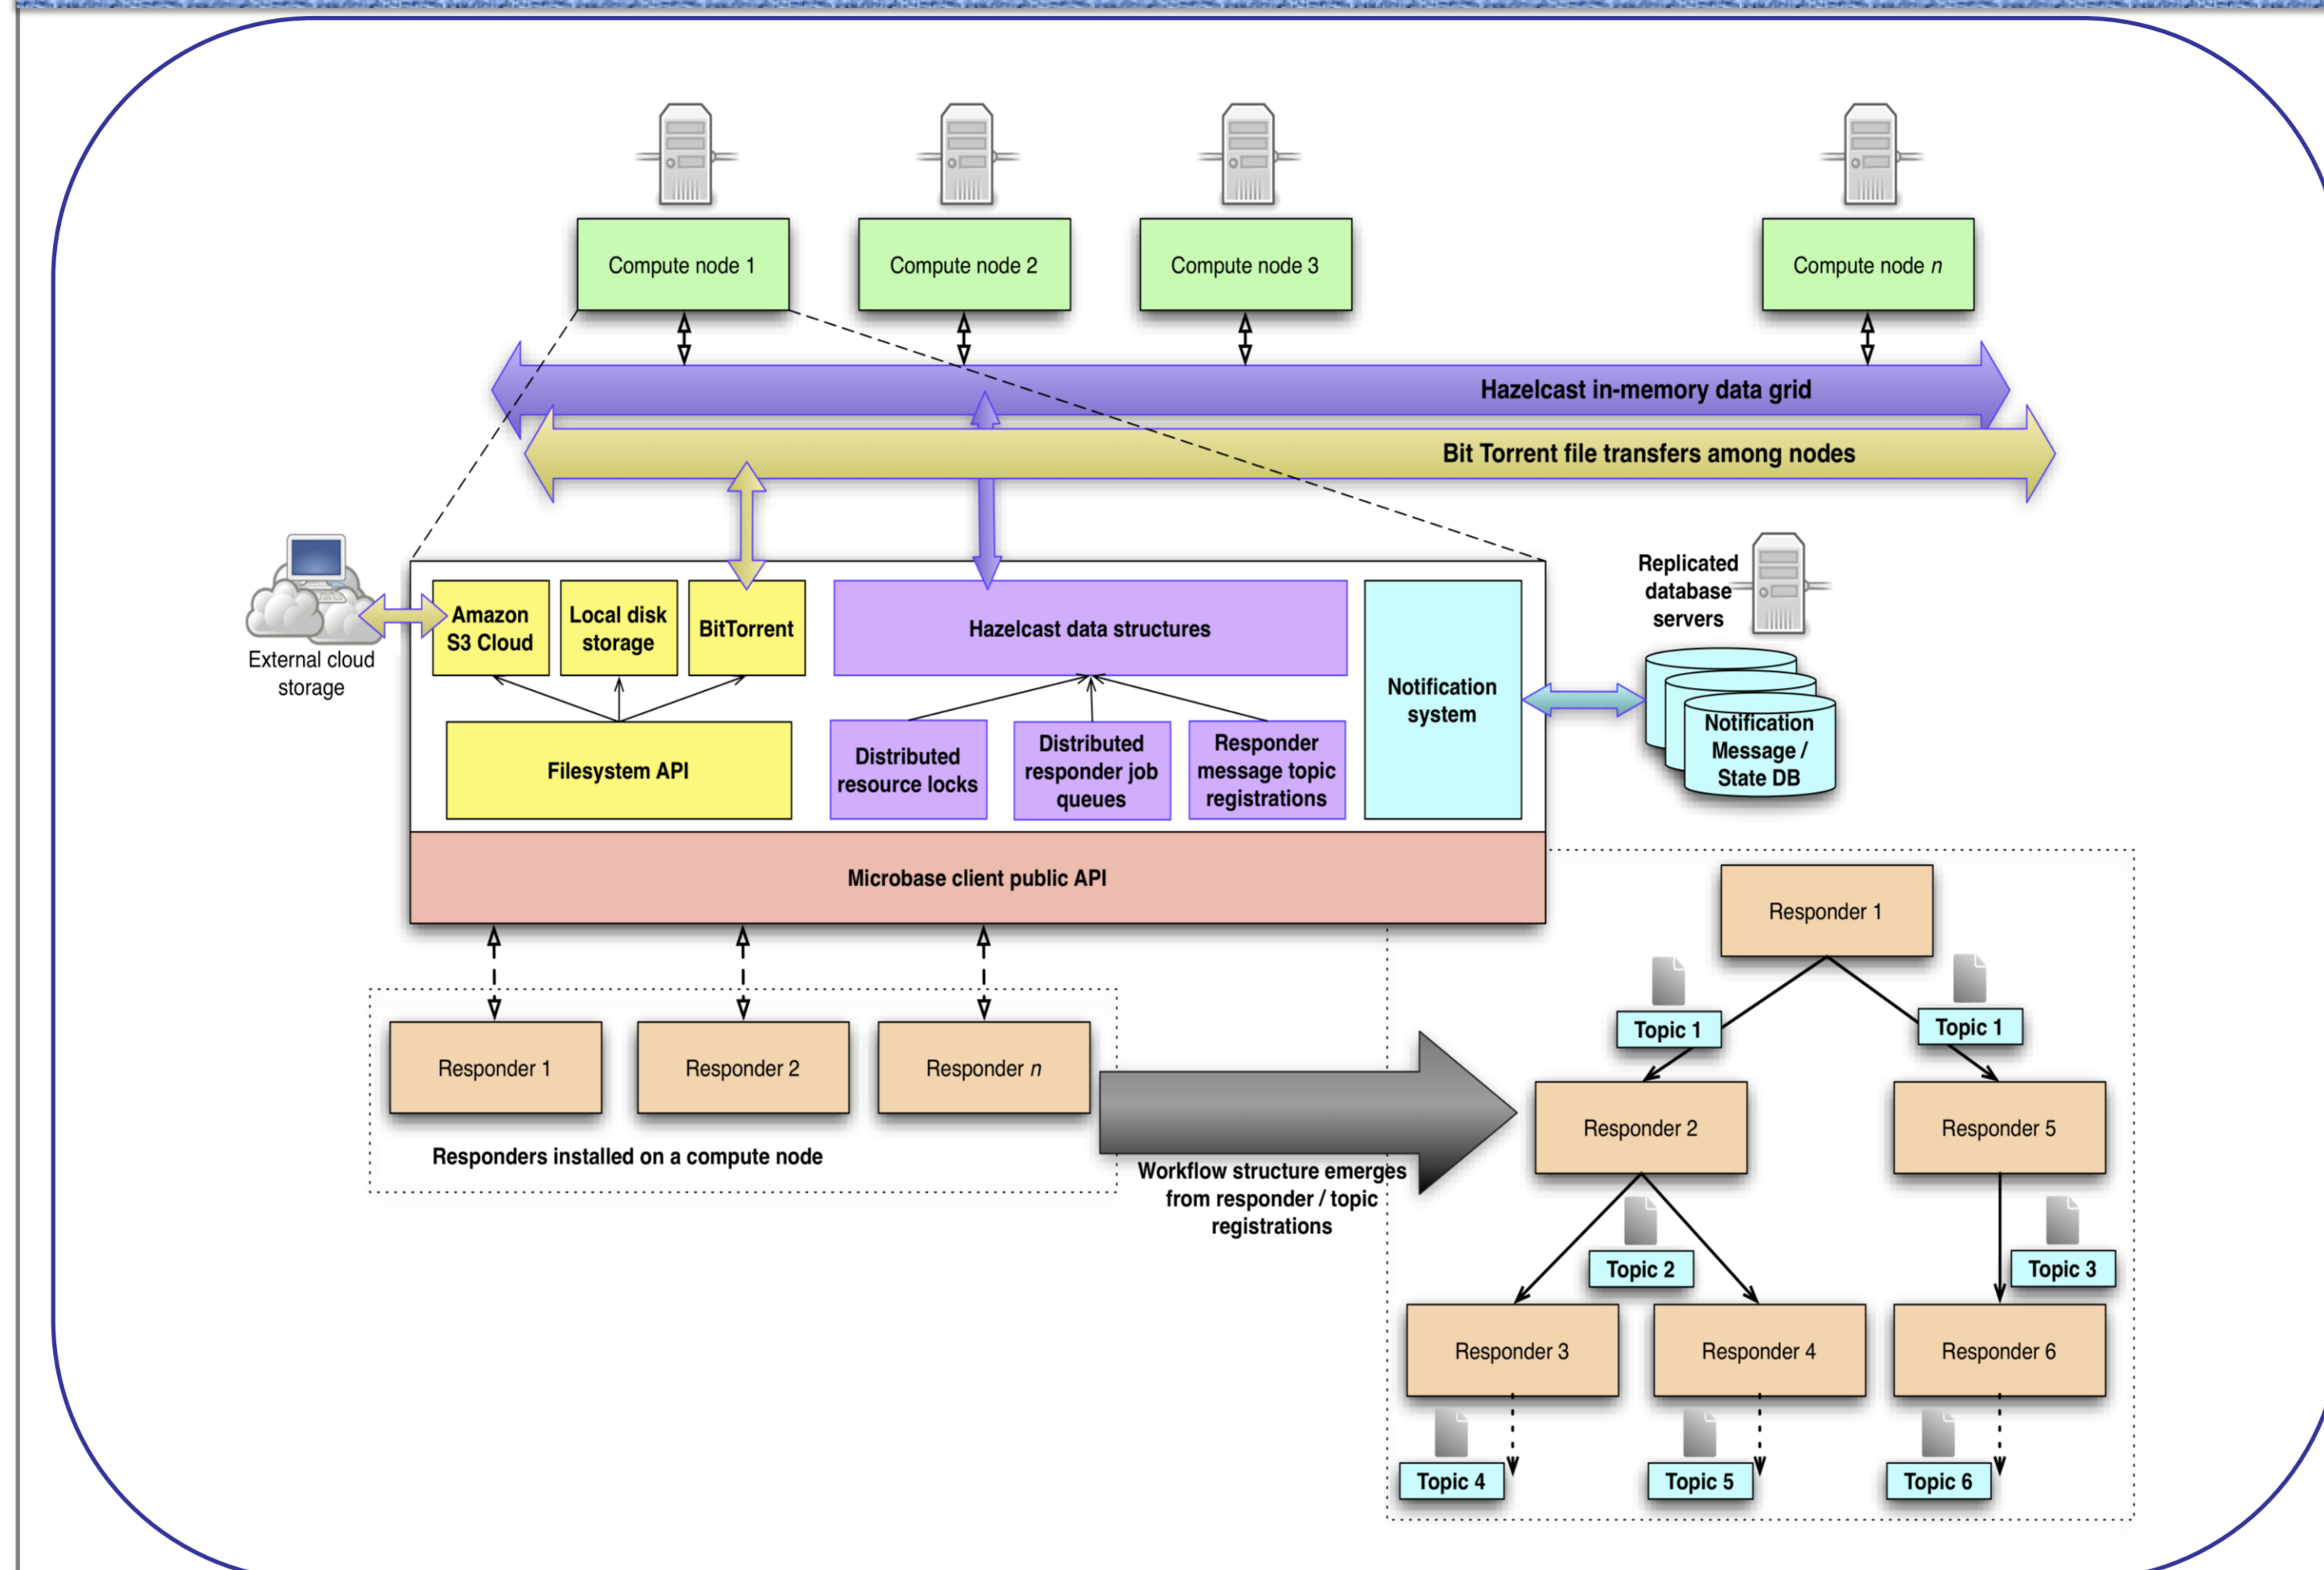 Compute node 1
Compute node 2
Compute node 3
Compute node n
Hazelcast in-memory data grid
Bit Torrent file transfers among nodes
External cloud
storage
Amazon
S3 Cloud
Local disk
storage
BitTorrent
Hazelcast data structures
Notification
system
Replicated
database
servers
Notification
Message /
State DB
Filesystem API
Distributed
resource locks
Distributed
responder job
queues
Responder
message topic
registrations
Microbase client public API
Responder 1
Responder 2
Responder n
Responders installed on a compute node
Workflow structure emerges
from responder / topic
registrations
Responder 1
Topic 1
Topic 1
Responder 2
Responder 5
Topic 2
Topic 3
Responder 3
Responder 4
Responder 6
Topic 4
Topic 5
Topic 6